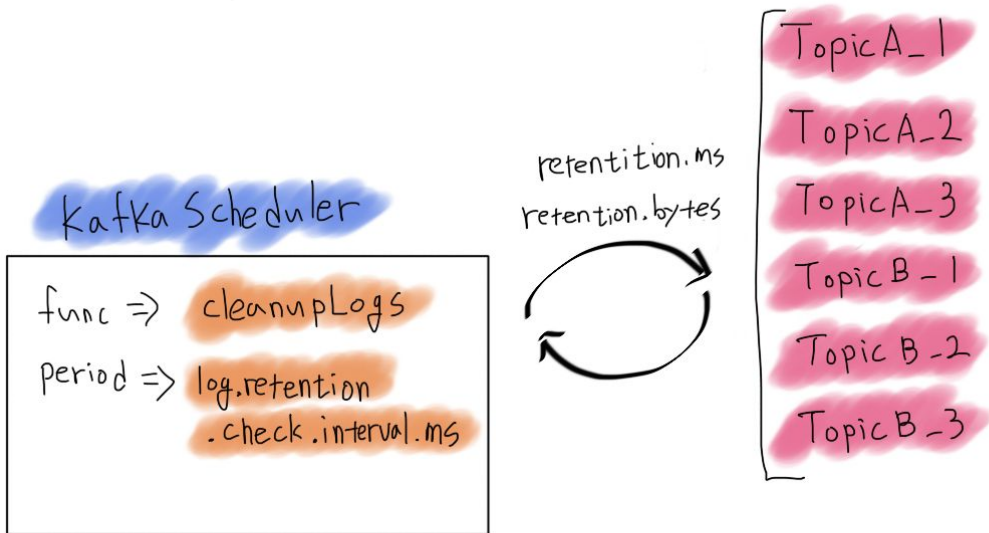 Kafka Scheduler
func => cleanupLogs
period => log.retention
.check.interval.ms
retentition.ms
retention.bytes
TopicA_1
TopicA_2
TopicA_3
TopicB_1
TopicB_2
TopicB_3